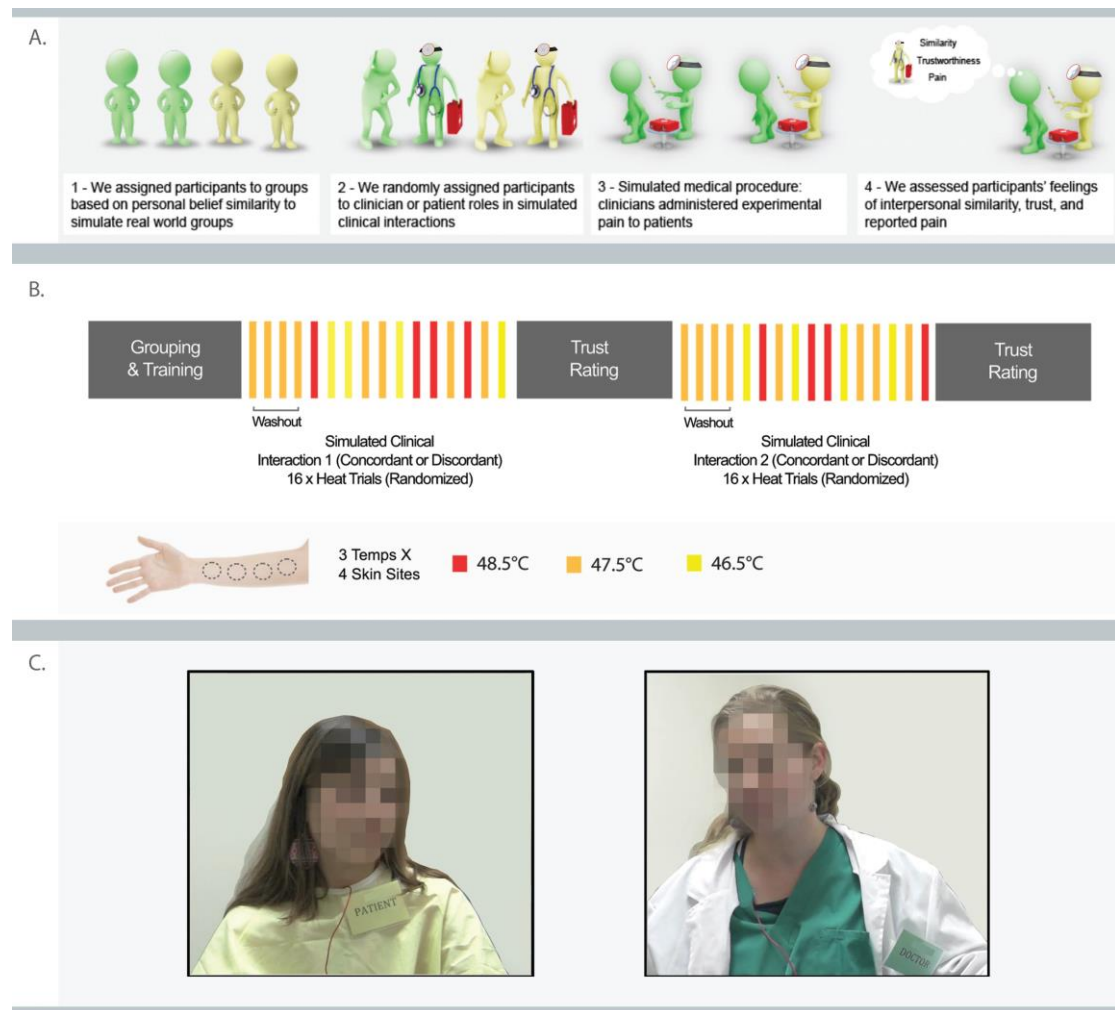 A.
Similarity
Trustworthiness
Pain
1 - We assigned participants to groups
based on personal belief similarity to
simulate real world groups
2 - We randomly assigned participants
to clinician or patient roles in simulated
clinical interactions
3 - Simulated medical procedure:
clinicians administered experimental
pain to patients
4 - We assessed participants' feelings
of interpersonal similarity, trust, and
reported pain
B.
Grouping
& Training
Trust
Rating
Trust
Rating
Washout
Simulated Clinical
Interaction 1 (Concordant or Discordant)
16 x Heat Trials (Randomized)
Washout
Simulated Clinical
Interaction 2 (Concordant or Discordant)
16 x Heat Trials (Randomized)
3 Temps X
4 Skin Sites
48.5°C
47.5°C
46.5°C
C.
PATIENT
DOCTOR